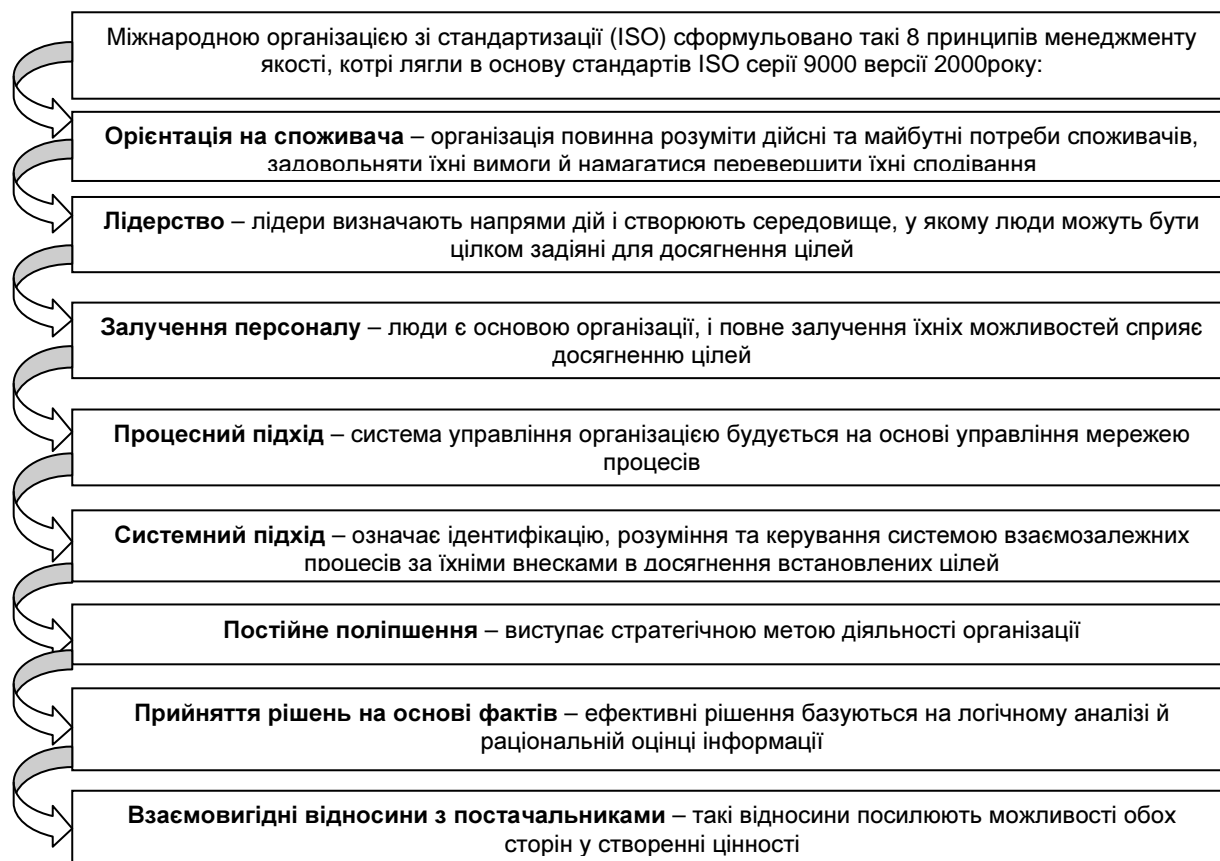 Міжнародною організацією зі стандартизації (ISO) сформульовано такі 8 принципів менеджменту
якості, котрі лягли в основу стандартів ISO серії 9000 версії 2000року:
Орієнтація на споживача – організація повинна розуміти дійсні та майбутні потреби споживачів,
задовольняти їхні вимоги й намагатися перевершити їхні сподівання
Лідерство – лідери визначають напрями дій і створюють середовище, у якому люди можуть бути
цілком задіяні для досягнення цілей
Залучення персоналу – люди є основою організації, і повне залучення їхніх можливостей сприяє
досягненню цілей
Процесний підхід – система управління організацією будується на основі управління мережею
процесів
Системний підхід – означає ідентифікацію, розуміння та керування системою взаємозалежних
процесів за їхніми внесками в досягнення встановлених цілей
Постійне поліпшення – виступає стратегічною метою діяльності організації
Прийняття рішень на основі фактів – ефективні рішення базуються на логічному аналізі й
раціональній оцінці інформації
Взаємовигідні відносини з постачальниками – такі відносини посилюють можливості обох
сторін у створенні цінності